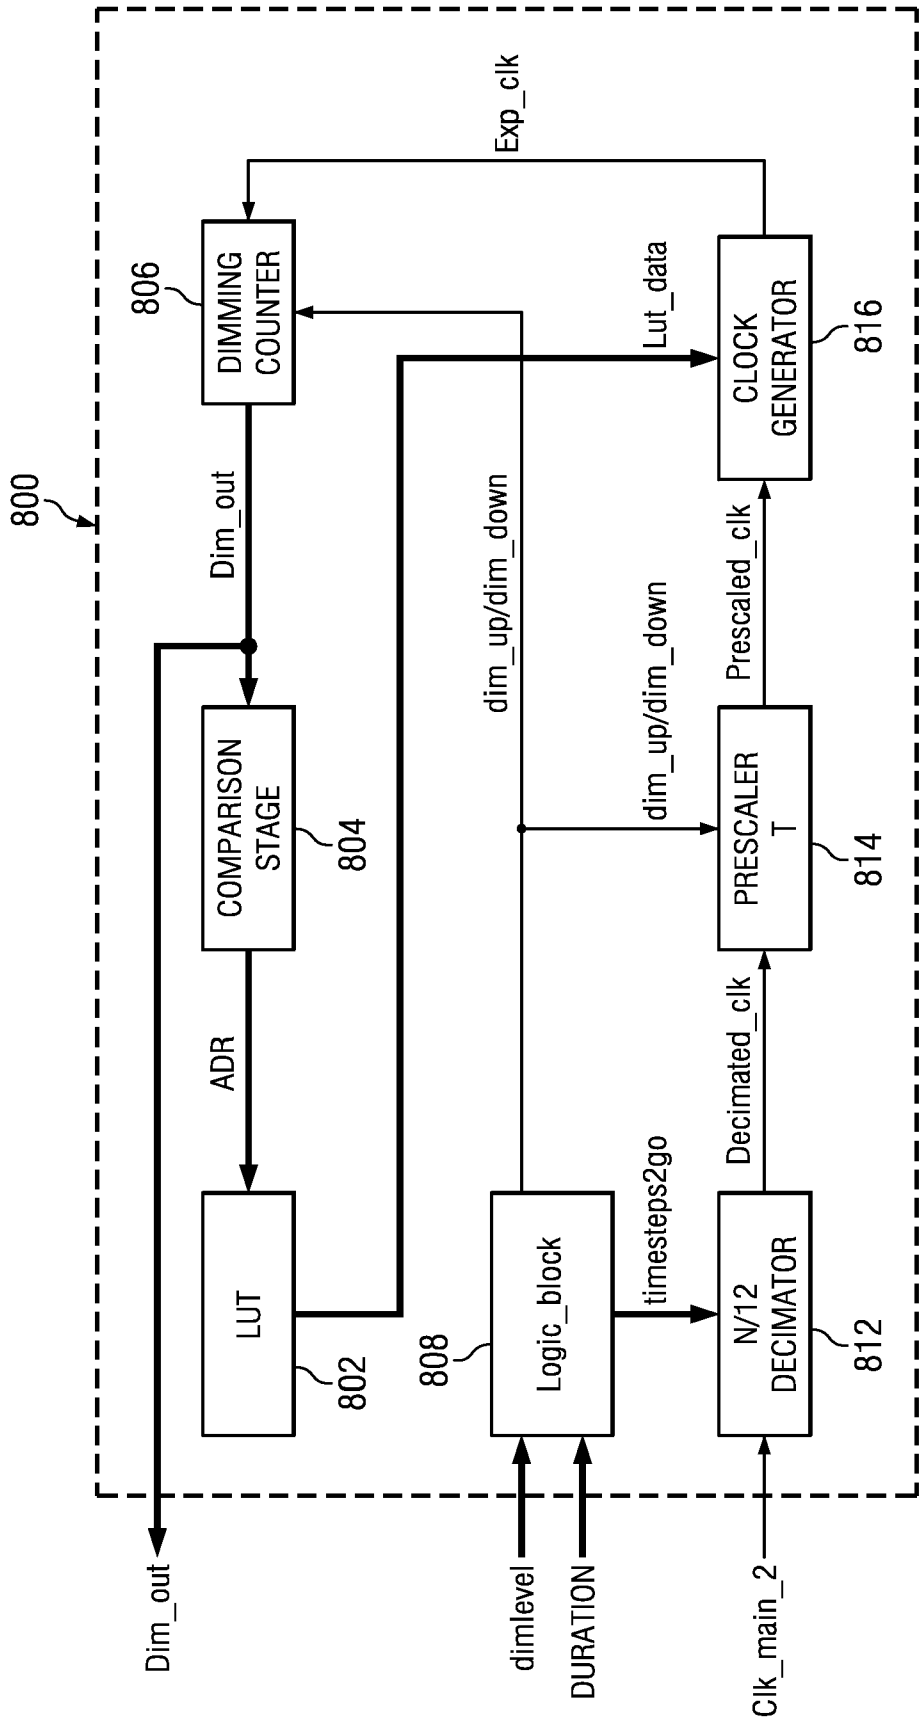 800
Dim_out
Dim_out
806
DIMMING
COUNTER
COMPARISON
STAGE
804
ADR
LUT
802
Exp_clk
dimlevel
DURATION
808
Logic_block
dim_up/dim_down
Lut_data
timesteps2go
dim_up/dim_down
Clk_main_2
N/12
DECIMATOR
812
Decimated_clk
PRESCALER
T
814
Prescaled_clk
CLOCK
GENERATOR
816